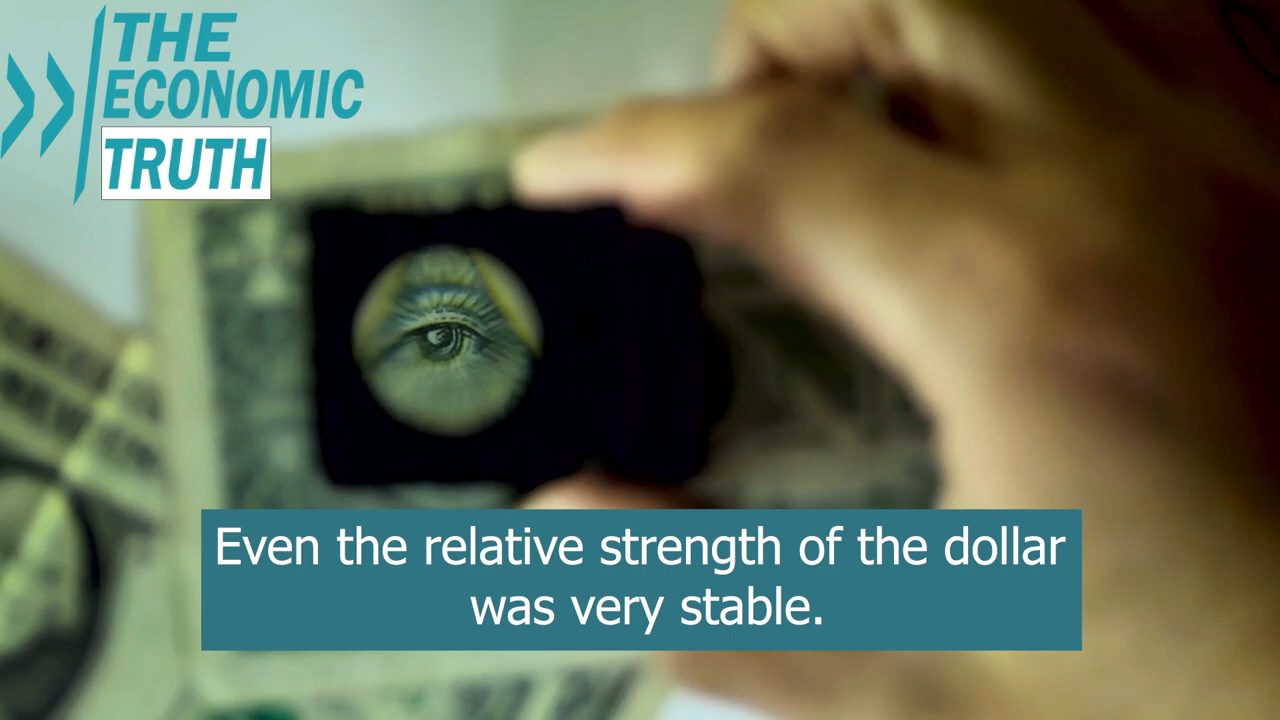 THE
ECONOMIC
TRUTH
Even the relative strength of the dollar
was very stable.